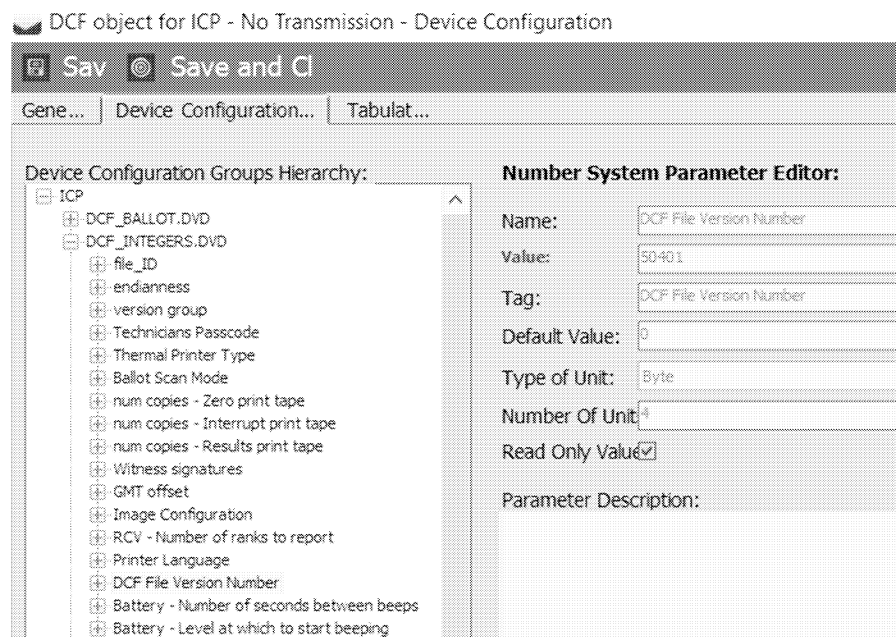 DCF object for ICP - No Transmission - Device Configuration
Sav Save and Cl
Gene... Device Configuration... Tabulat...
Device Configuration Groups Hierarchy:
ICP
DCF_BALLOT.DVD
DCF_INTEGERS.DVD
file_ID
endianness
version group
Technicians Passcode
Thermal Printer Type
Ballot Scan Mode
num copies - Zero print tape
num copies - Interrupt print tape
num copies - Results print tape
Witness signatures
GMT offset
Image Configuration
RCV - Number of ranks to report
Printer Language
DCF File Version Number
Battery - Number of seconds between beeps
Battery - Level at which to start beeping
Number System Parameter Editor:
Name: DCF File Version Number
Value: 50401
Tag: DCF File Version Number
Default Value: 0
Type of Unit: Byte
Number Of Unit 4
Read Only Value
Parameter Description: